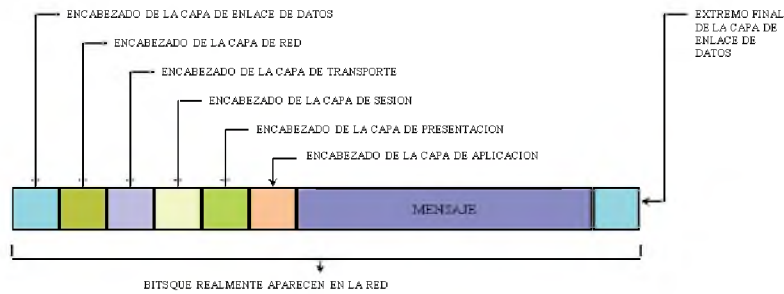 ENCABEZADO DE LA CAPA DE ENLACE DE DATOS
EXTREMO FINAL
DE LA CAPA DE
ENLACE DE
DATOS
ENCABEZADO DE LA CAPA DE RED
ENCABEZADO DE LA CAPA DE TRANSPORTE
ENCABEZADO DE LA CAPA DE SESION
ENCABEZADO DE LA CAPA DE PRESENTACION
ENCABEZADO DE LA CAPA DE APLICACION
MENSAJE
BITSQUE REALMENTE APARECEN EN LA RED